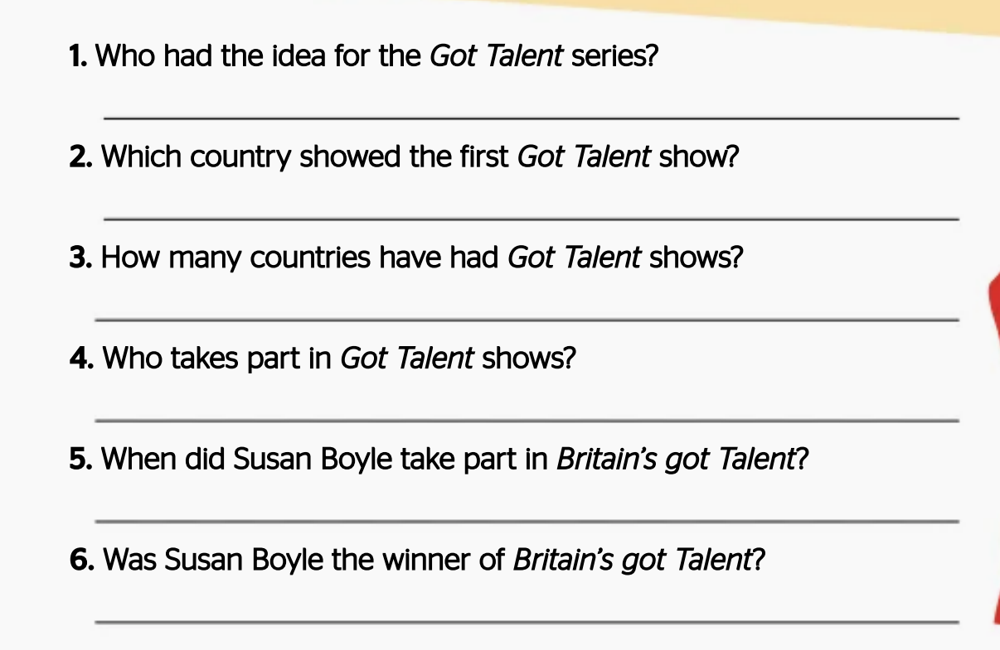 1. Who had the idea for the Got Talent series?
2. Which country showed the first Got Talent show?
3. How many countries have had Got Talent shows?
4. Who takes part in Got Talent shows?
5. When did Susan Boyle take part in Britain's got Talent?
6. Was Susan Boyle the winner of Britain's got Talent?